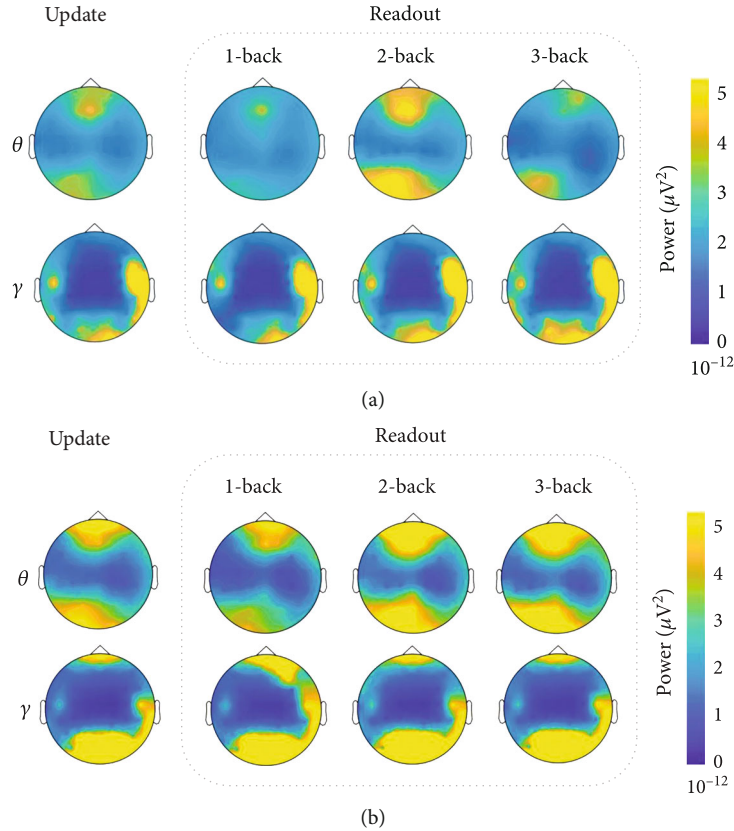 (a)
Update
Readout
1-back 2-back 3-back
θ
γ
5
4
3
2
1
0
10⁻¹²
Power (μV²)
(a)
Update
Readout
1-back 2-back 3-back
θ
γ
5
4
3
2
1
0
10⁻¹²
Power (μV²)
(b)